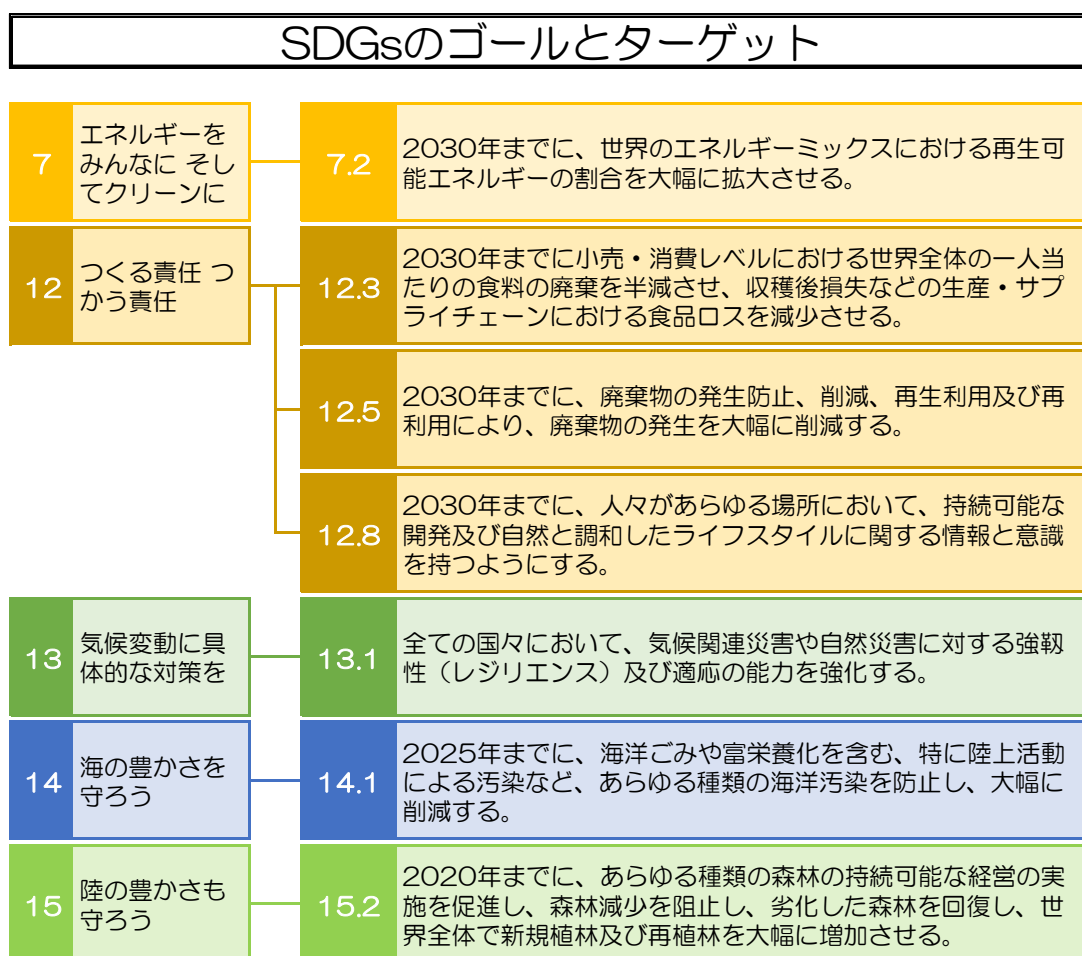 SDGsのゴールとターゲット
7
エネルギーを
みんなに そし
てクリーンに
7.2
2030年までに、世界のエネルギーミックスにおける再生可
能エネルギーの割合を大幅に拡大させる。
12
つくる責任 つ
かう責任
12.3
2030年までに小売・消費レベルにおける世界全体の一人当
たりの食料の廃棄を半減させ、収穫後損失などの生産・サプ
ライチェーンにおける食品ロスを減少させる。
12.5
2030年までに、廃棄物の発生防止、削減、再生利用及び再
利用により、廃棄物の発生を大幅に削減する。
12.8
2030年までに、人々があらゆる場所において、持続可能な
開発及び自然と調和したライフスタイルに関する情報と意識
を持つようにする。
13
気候変動に具
体的な対策を
13.1
全ての国々において、気候関連災害や自然災害に対する強靱
性（レジリエンス）及び適応の能力を強化する。
14
海の豊かさを
守ろう
14.1
2025年までに、海洋ごみや富栄養化を含む、特に陸上活動
による汚染など、あらゆる種類の海洋汚染を防止し、大幅に
削減する。
15
陸の豊かさも
守ろう
15.2
2020年までに、あらゆる種類の森林の持続可能な経営の実
施を促進し、森林減少を阻止し、劣化した森林を回復し、世
界全体で新規植林及び再植林を大幅に増加させる。